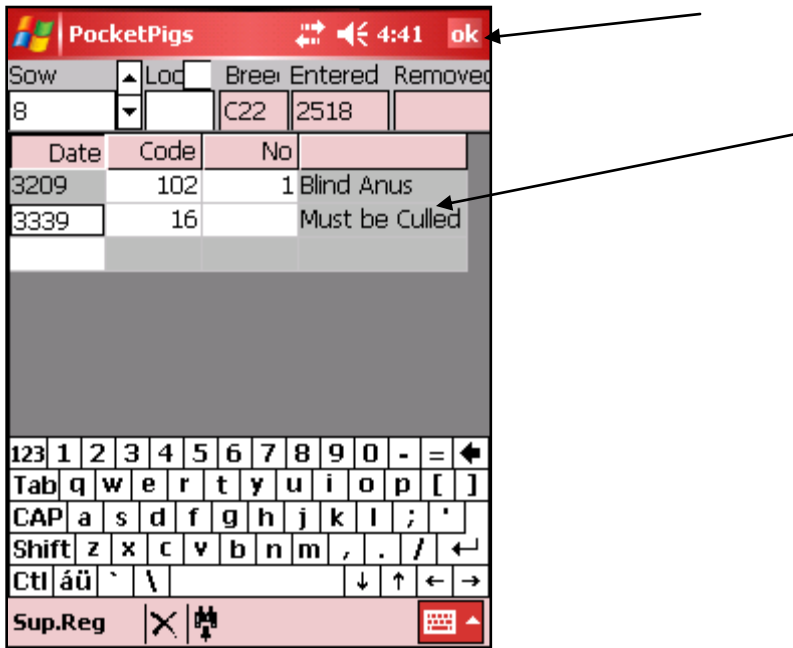 PocketPigs 4:41 ok
Sow Loc Bree Entered Removed
8 C22 2518
Date Code No
3209 102 1 Blind Anus
3339 16 Must be Culled
123 1 2 3 4 5 6 7 8 9 0 - =
Tab q w e r t y u i o p [ ]
CAP a s d f g h j k l ; '
Shift z x c v b n m , . /
Ctl áü ` \
Sup.Reg